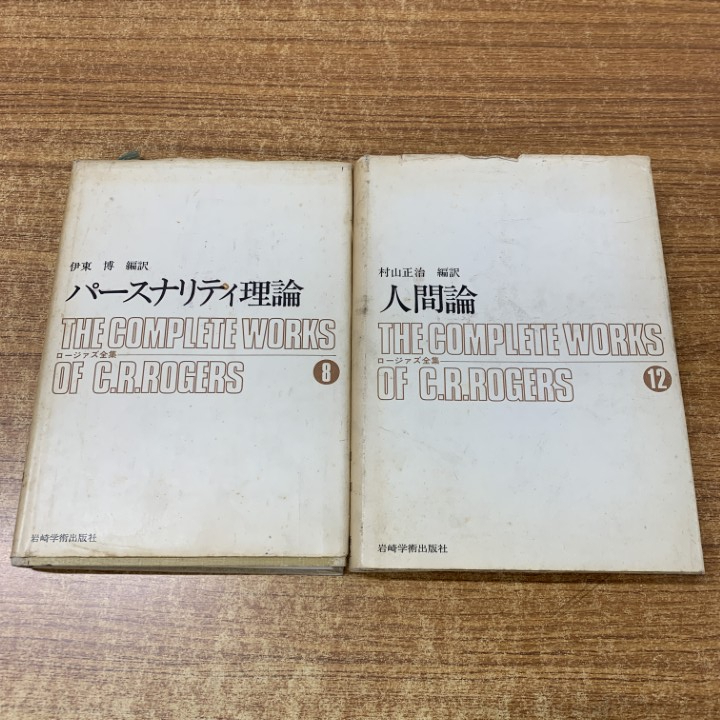 伊東 博 編訳
パースナリティ理論
THE COMPLETE WORKS
ロージァズ全集
OF C.R.ROGERS 8
岩崎学術出版社
村山正治 編訳
人間論
THE COMPLETE WORKS
ロージァズ全集
OF C.R.ROGERS 12
岩崎学術出版社